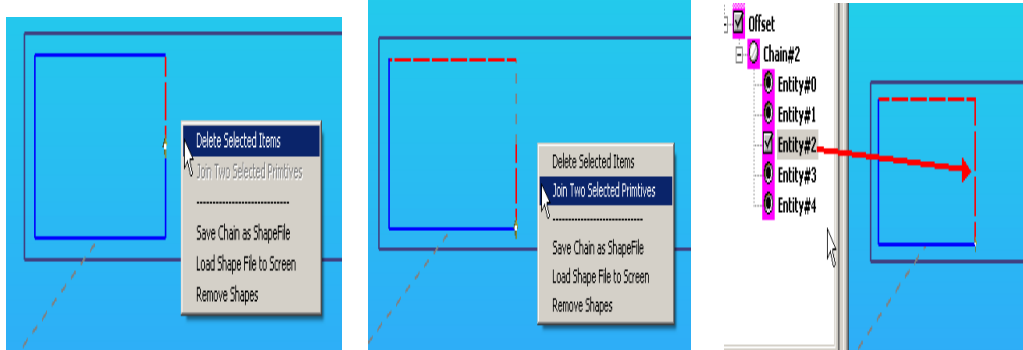 Delete Selected Items
Join Two Selected Primtives
-----------------------------
Save Chain as ShapeFile
Load Shape File to Screen
Remove Shapes
Delete Selected Items
Join Two Selected Primtives
-----------------------------
Save Chain as ShapeFile
Load Shape File to Screen
Remove Shapes
Offset
Chain#2
Entity#0
Entity#1
Entity#2
Entity#3
Entity#4